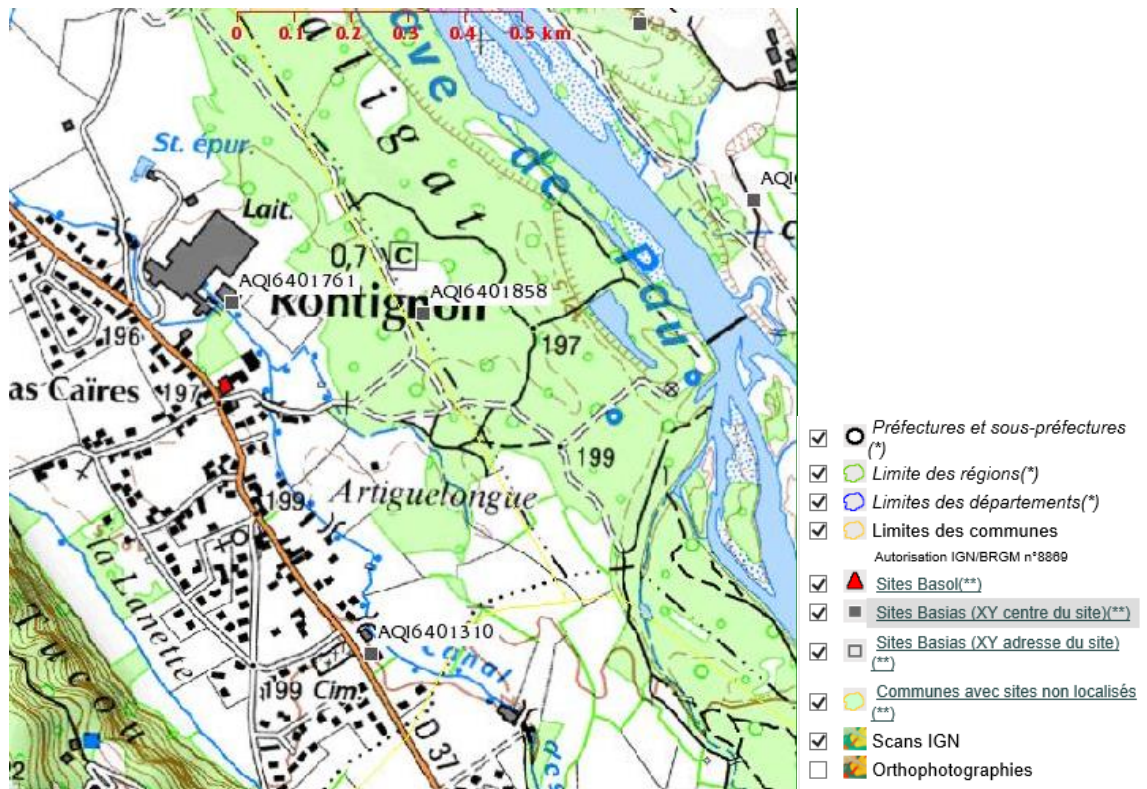 0 0.1 0.2 0.3 0.4 0.5 km
aligat
ave de Pau
St. épur.
Lait.
0,7 C
AQI6401761
AQI6401858
AQI
Rontignon
196
197
as Caïres 197
199
199
Artiguelongue
la Lanette
AQI6401310
Canal
199 Cim.
Tucou
D 37
des
2
Préfectures et sous-préfectures
(*)
Limite des régions(*)
Limites des départements(*)
Limites des communes
Autorisation IGN/BRGM n°8869
Sites Basol(**)
Sites Basias (XY centre du site)(**)
Sites Basias (XY adresse du site)
(**)
Communes avec sites non localisés
(**)
Scans IGN
Orthophotographies